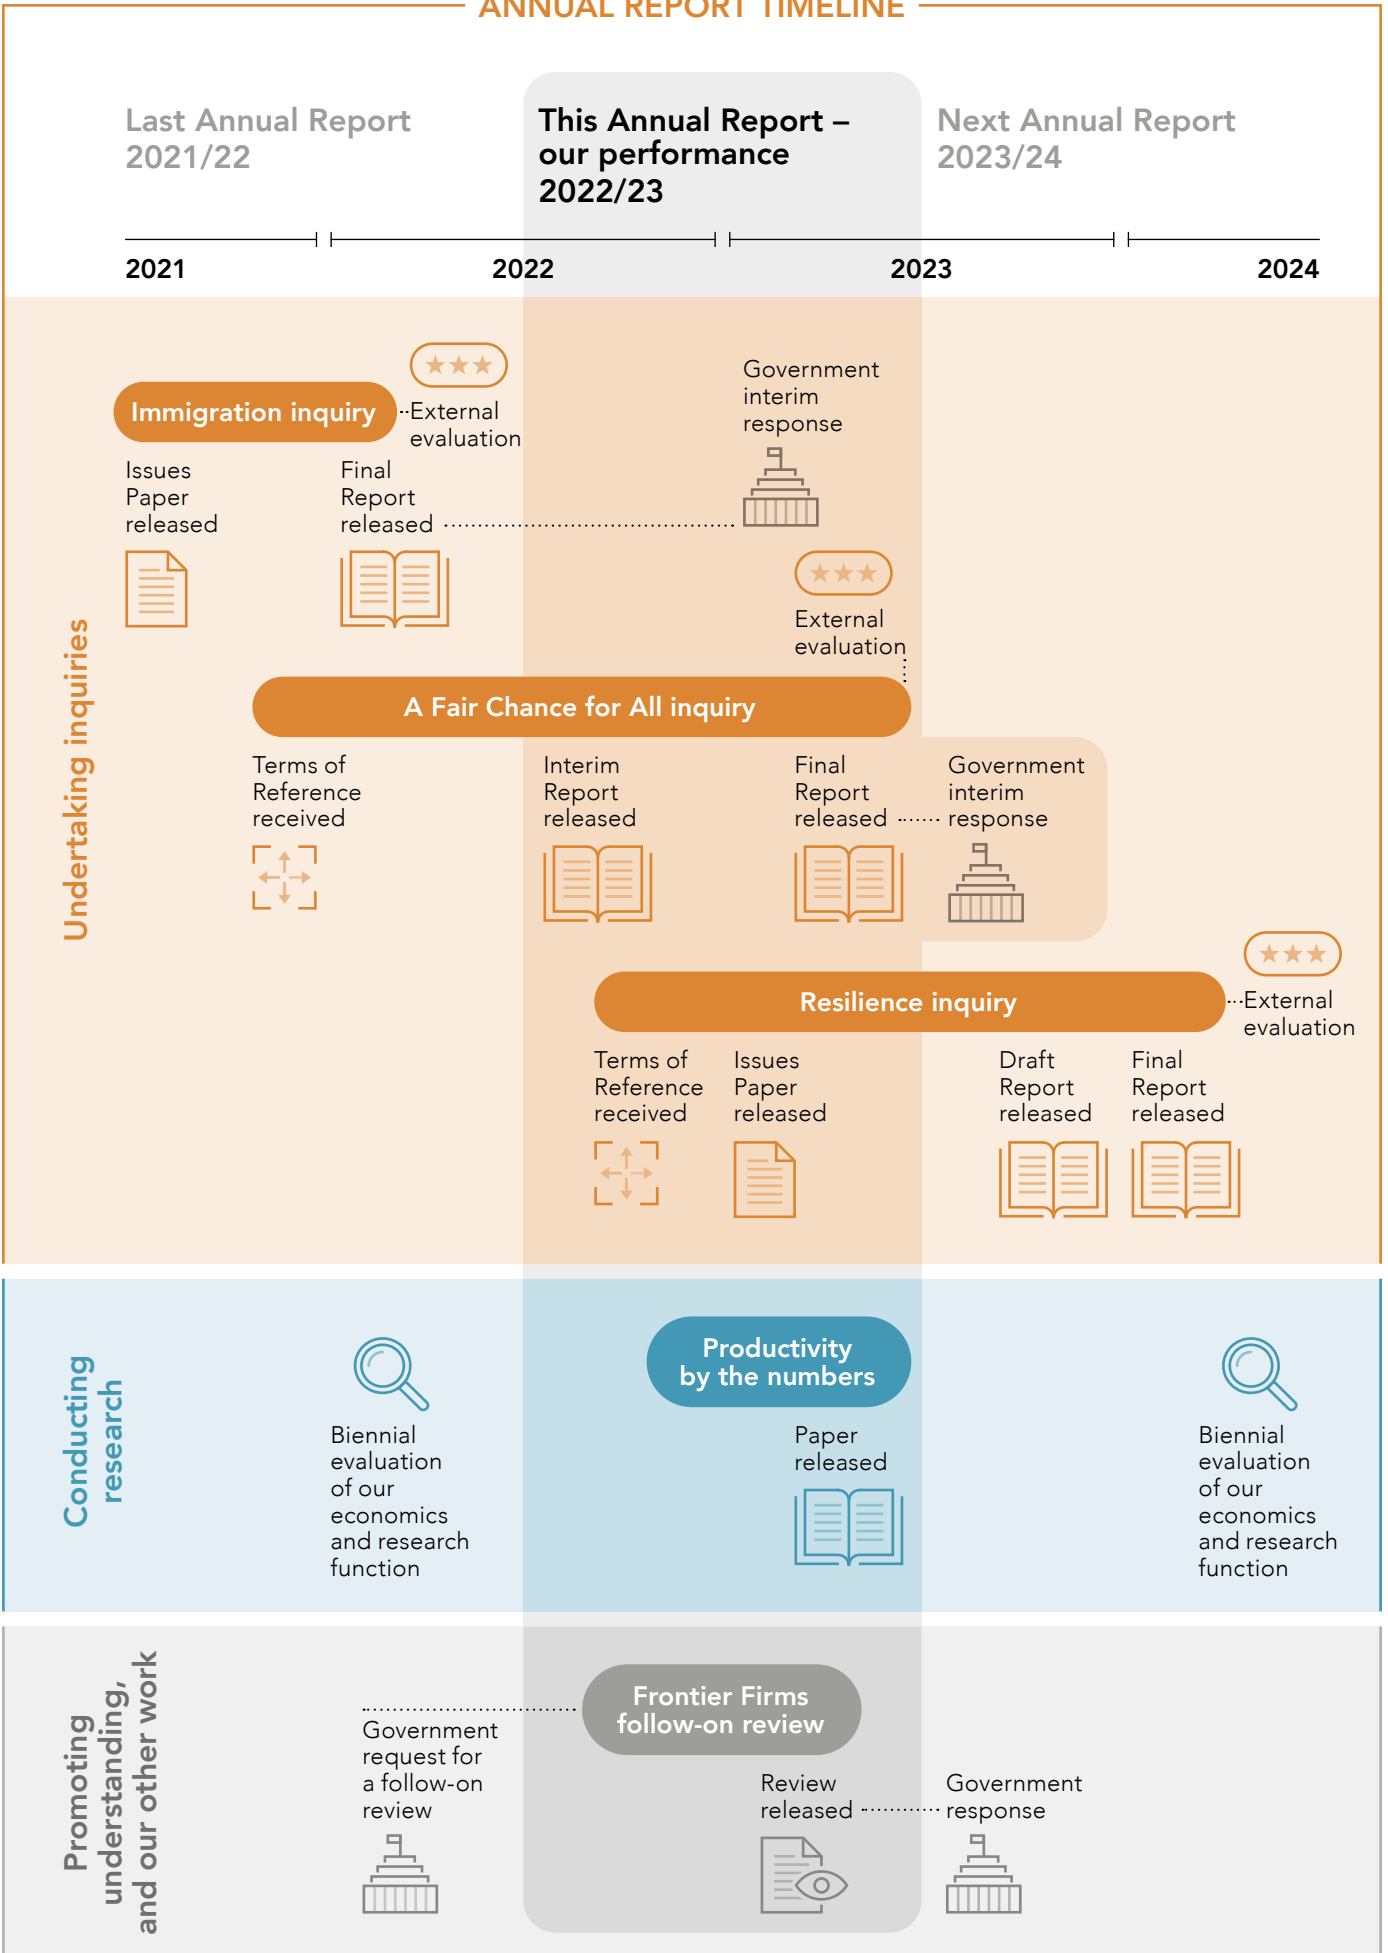 ANNUAL REPORT TIMELINE
Last Annual Report
2021/22
This Annual Report –
our performance
2022/23
Next Annual Report
2023/24
2021
2022
2023
2024
Undertaking inquiries
Immigration inquiry
External
evaluation
Issues
Paper
released
Final
Report
released
Government
interim
response
External
evaluation
A Fair Chance for All inquiry
Terms of
Reference
received
Interim
Report
released
Final
Report
released
Government
interim
response
Resilience inquiry
External
evaluation
Terms of
Reference
received
Issues
Paper
released
Draft
Report
released
Final
Report
released
Conducting
research
Biennial
evaluation
of our
economics
and research
function
Productivity
by the numbers
Paper
released
Biennial
evaluation
of our
economics
and research
function
Promoting
understanding,
and our other work
Government
request for
a follow-on
review
Frontier Firms
follow-on review
Review
released
Government
response